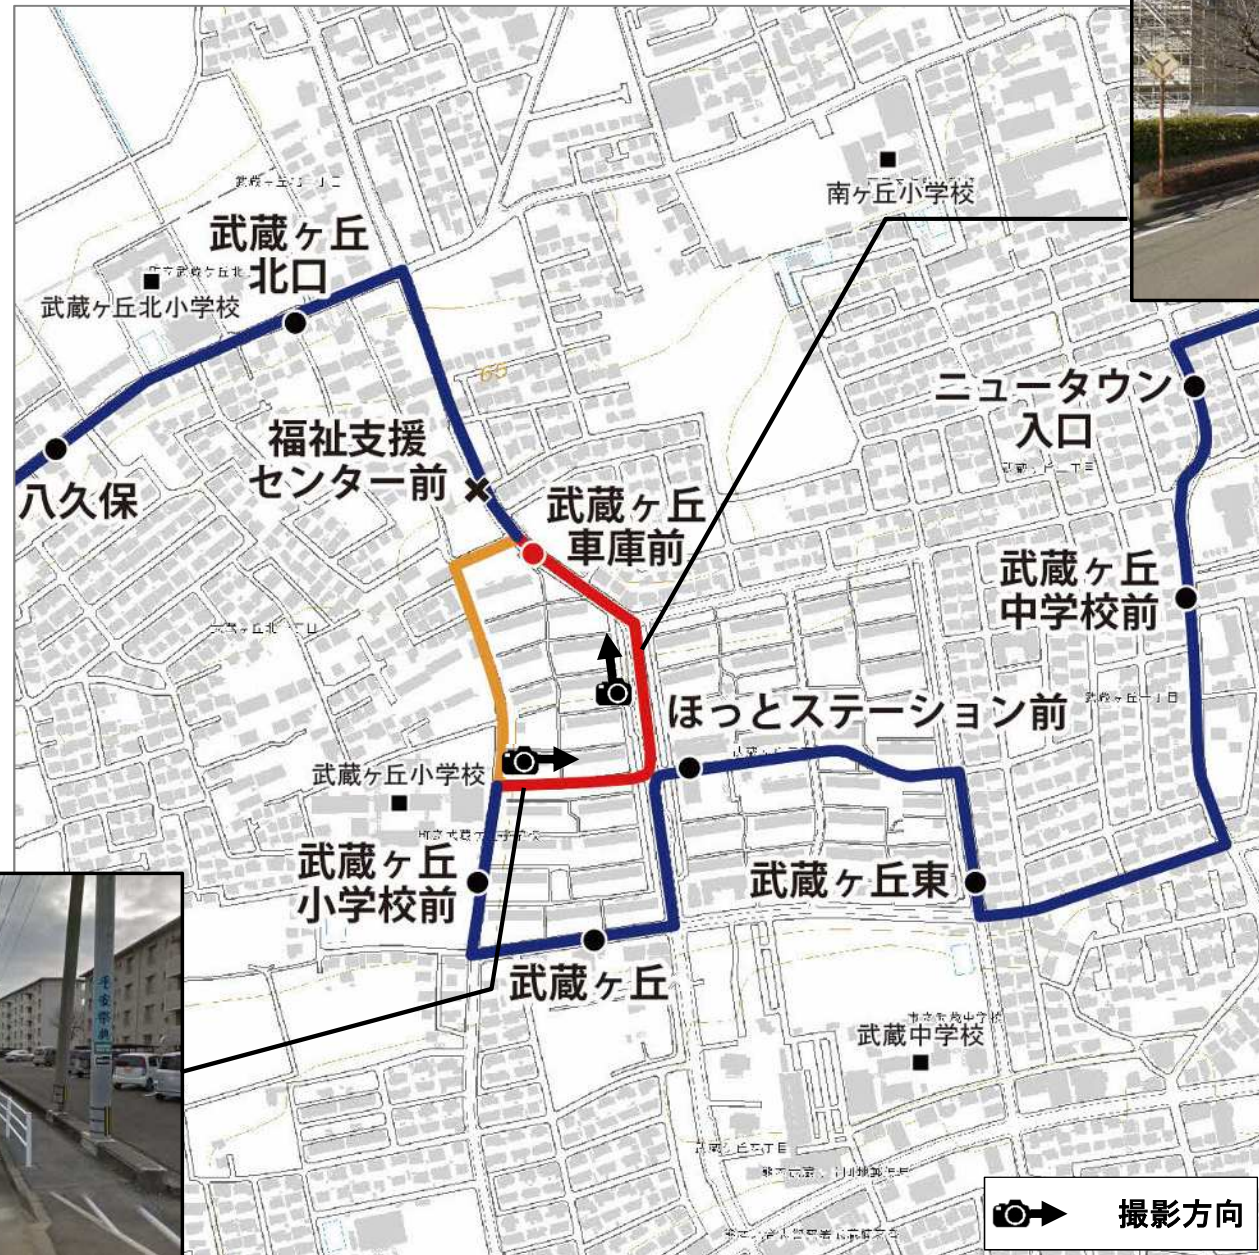 南ヶ丘小学校
武蔵ヶ丘
北口
武蔵ヶ丘北小学校
65
ニュータウン
入口
福祉支援
センター前
八久保
武蔵ヶ丘
車庫前
武蔵ヶ丘
中学校前
ほっとステーション前
武蔵ヶ丘小学校
武蔵ヶ丘
小学校前
武蔵ヶ丘東
武蔵ヶ丘
武蔵中学校
撮影方向